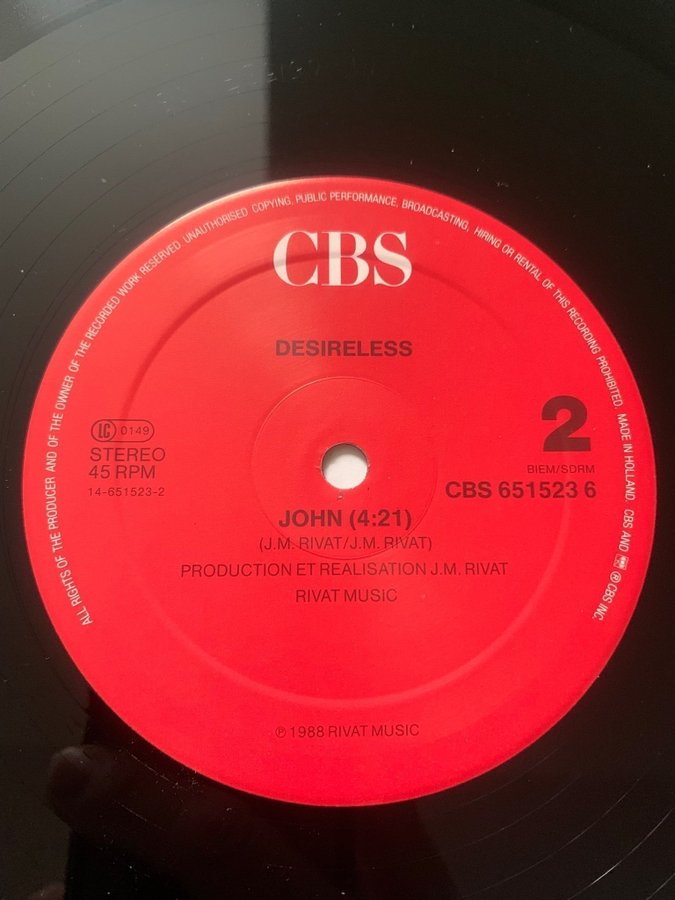 ALL RIGHTS OF THE PRODUCER AND OF THE OWNER OF THE RECORDED WORK RESERVED. UNAUTHORISED COPYING, PUBLIC PERFORMANCE, BROADCASTING, HIRING OR RENTAL OF THIS RECORDING PROHIBITED. MADE IN HOLLAND. CBS AND ® CBS INC.
CBS
DESIRELESS
2
LC 0149
STEREO
45 RPM
14-651523-2
BIEM/SDRM
CBS 651523 6
JOHN (4:21)
(J.M. RIVAT/J.M. RIVAT)
PRODUCTION ET REALISATION J.M. RIVAT
RIVAT MUSIC
℗ 1988 RIVAT MUSIC